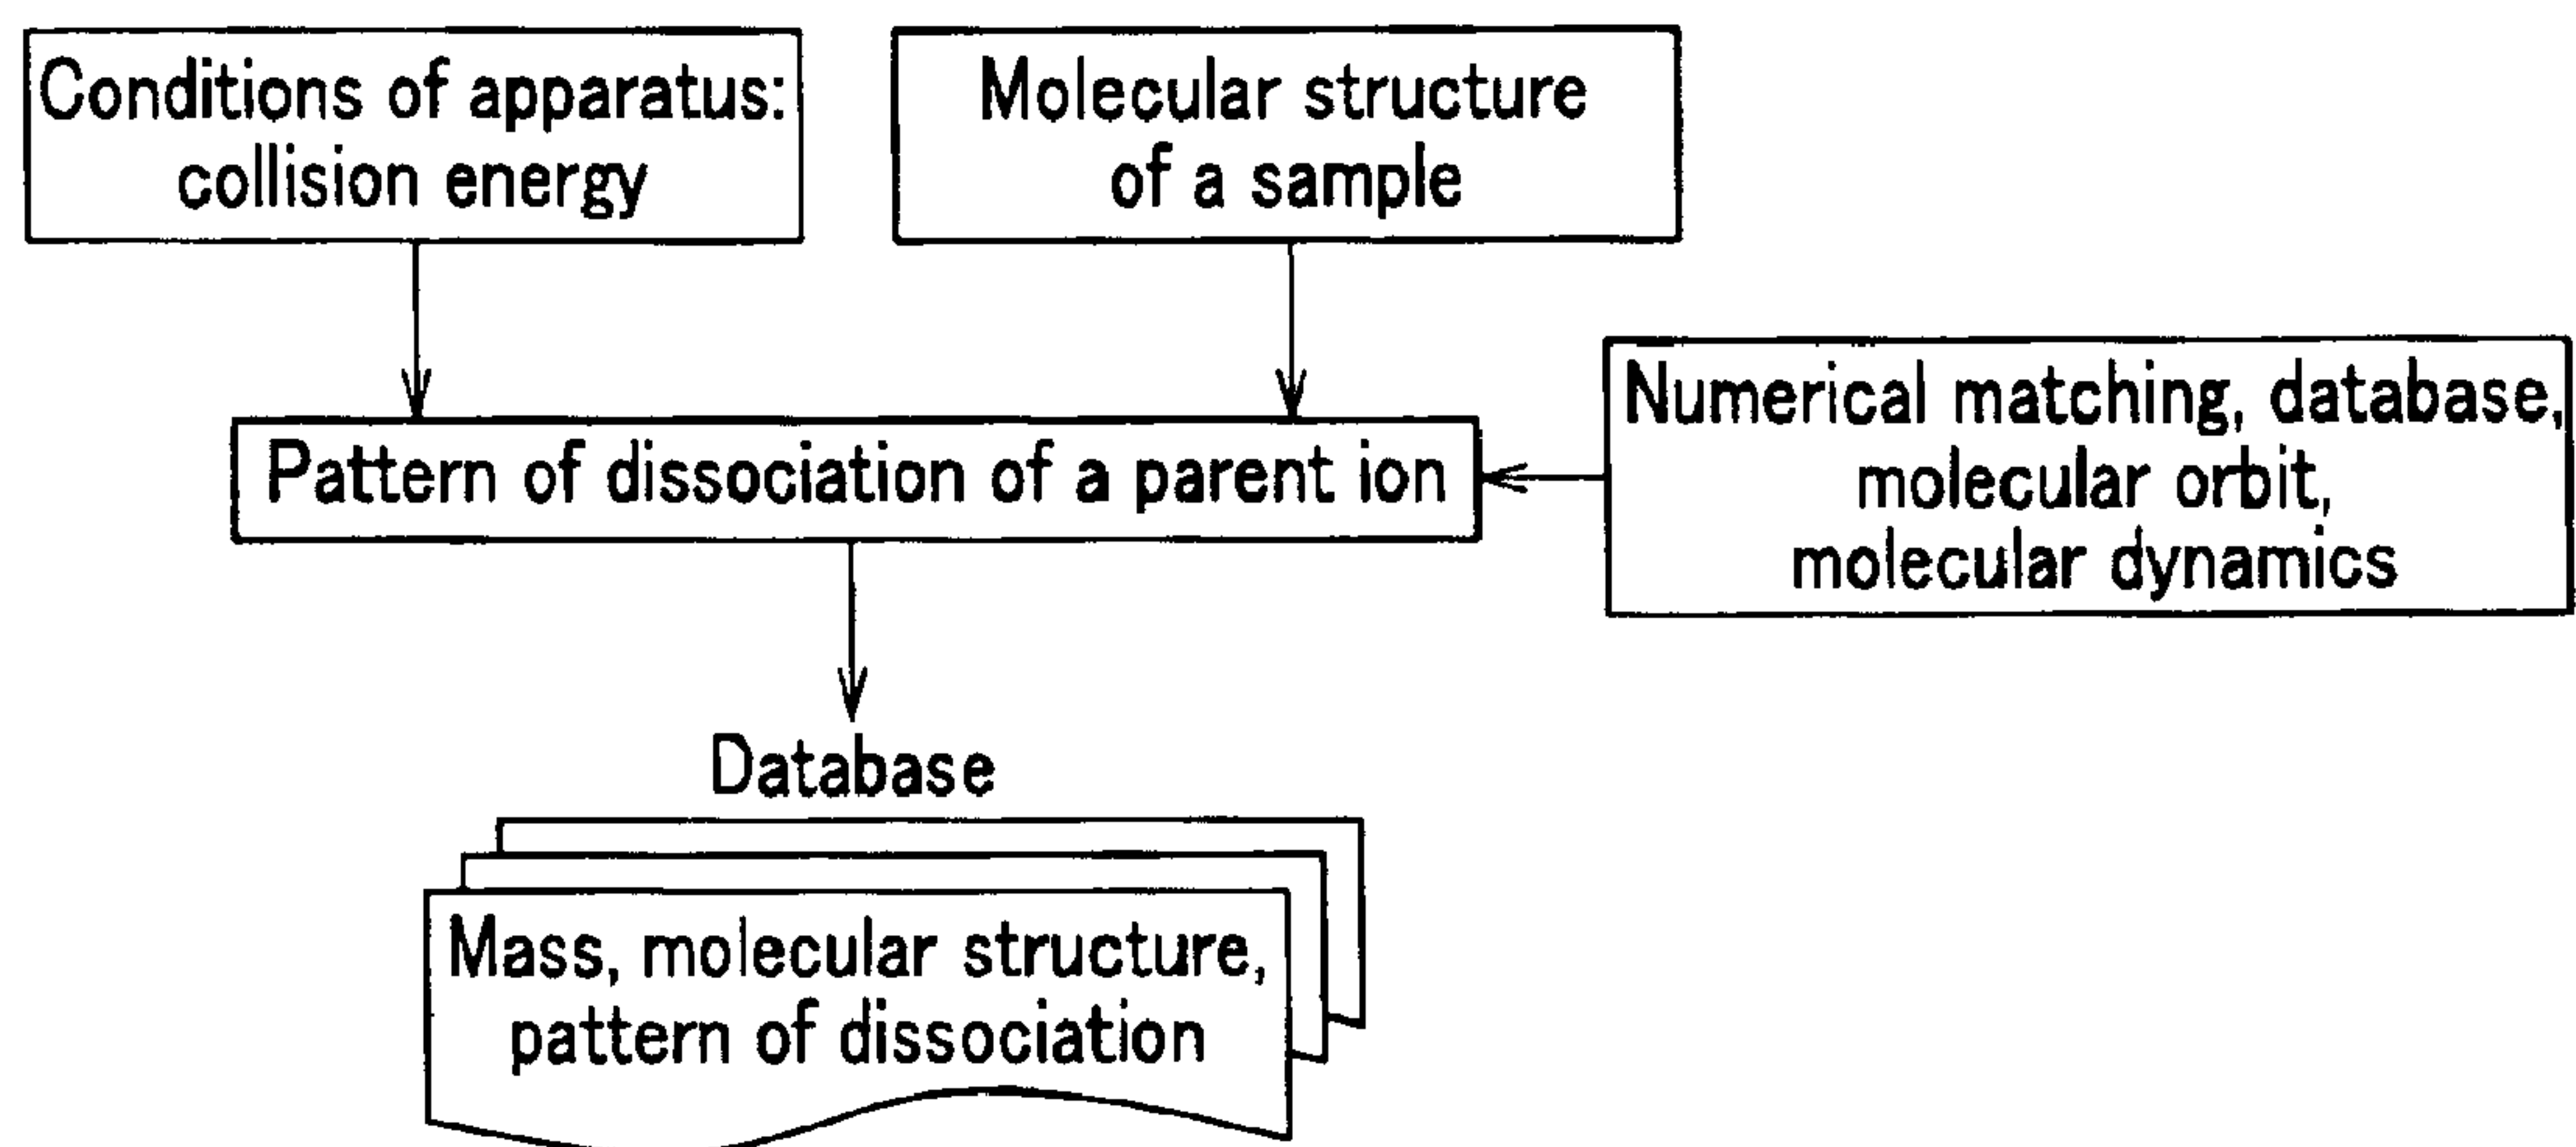 Conditions of apparatus:
collision energy
Molecular structure
of a sample
Numerical matching, database,
molecular orbit,
molecular dynamics
Pattern of dissociation of a parent ion
Database
Mass, molecular structure,
pattern of dissociation